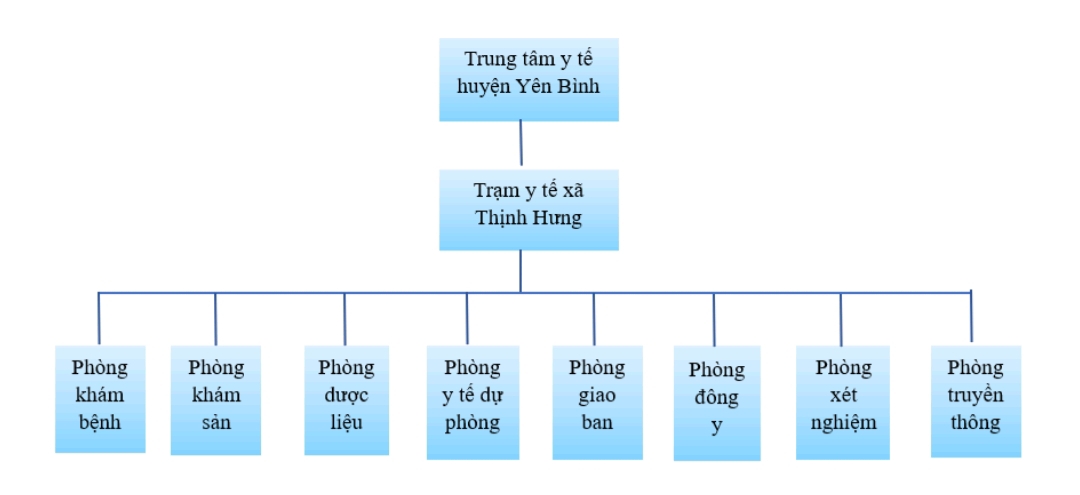 Trung tâm y tế
huyện Yên Bình
Trạm y tế xã
Thịnh Hưng
Phòng
khám
bệnh
Phòng
khám
sản
Phòng
dược
liệu
Phòng
y tế dự
phòng
Phòng
giao
ban
Phòng
đông
y
Phòng
xét
nghiệm
Phòng
truyền
thông